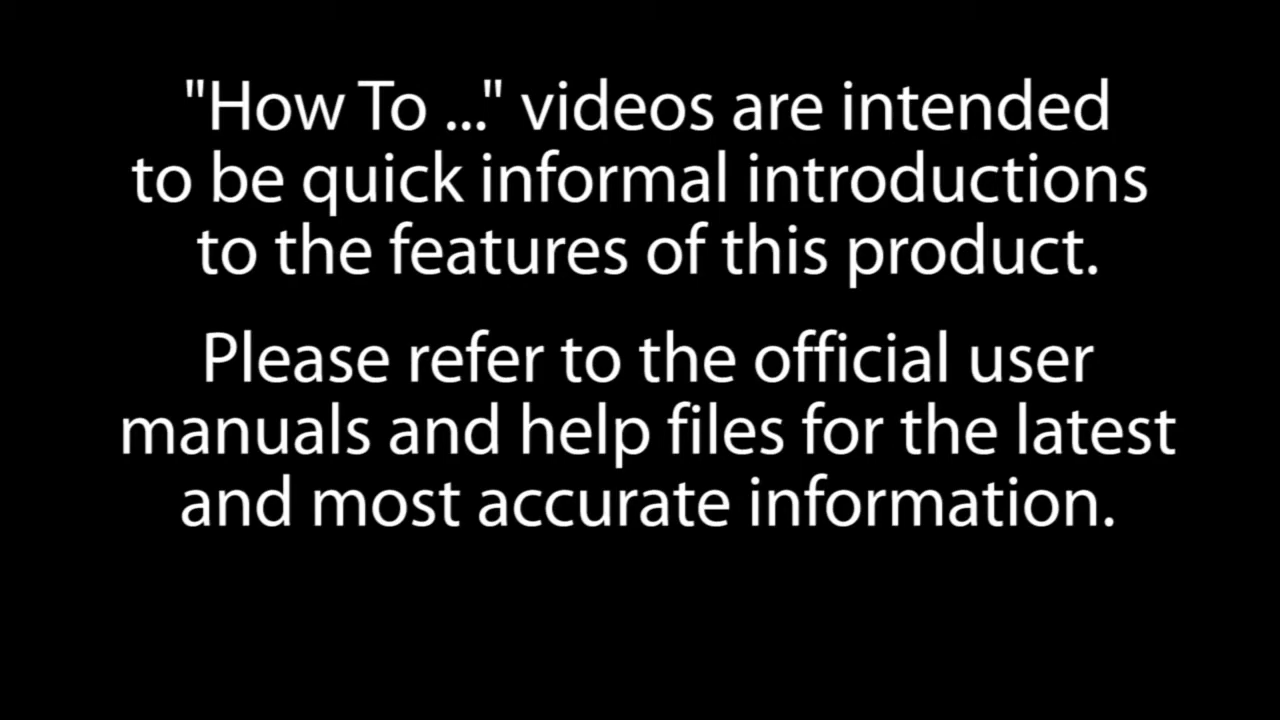 "How To ..." videos are intended
to be quick informal introductions
to the features of this product.
Please refer to the official user
manuals and help files for the latest
and most accurate information.